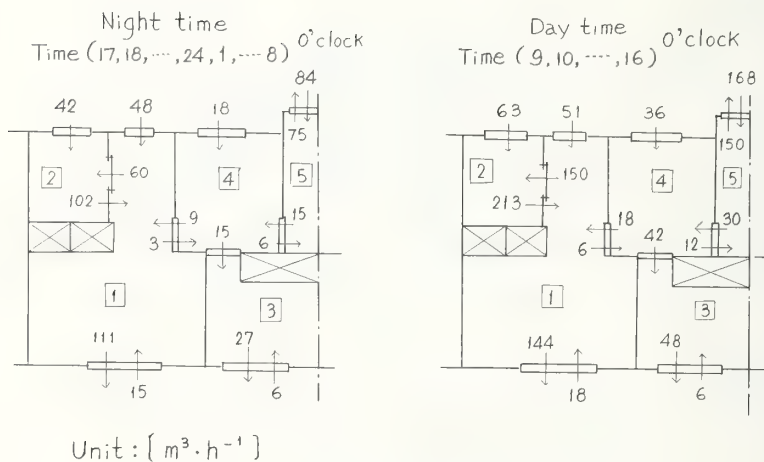 Night time
Time (17,18,····,24,1,····8) O'clock
84
42 48 18
75
2 60 4 5
102
9 15 15
3 6
1 3
111 27
15 6
Day time
Time (9,10,····,16) O'clock
168
63 51 36
150
2 150 4 5
213
18 42 30
6 12
1 3
144 48
18 6
Unit : [ m³·h⁻¹ ]